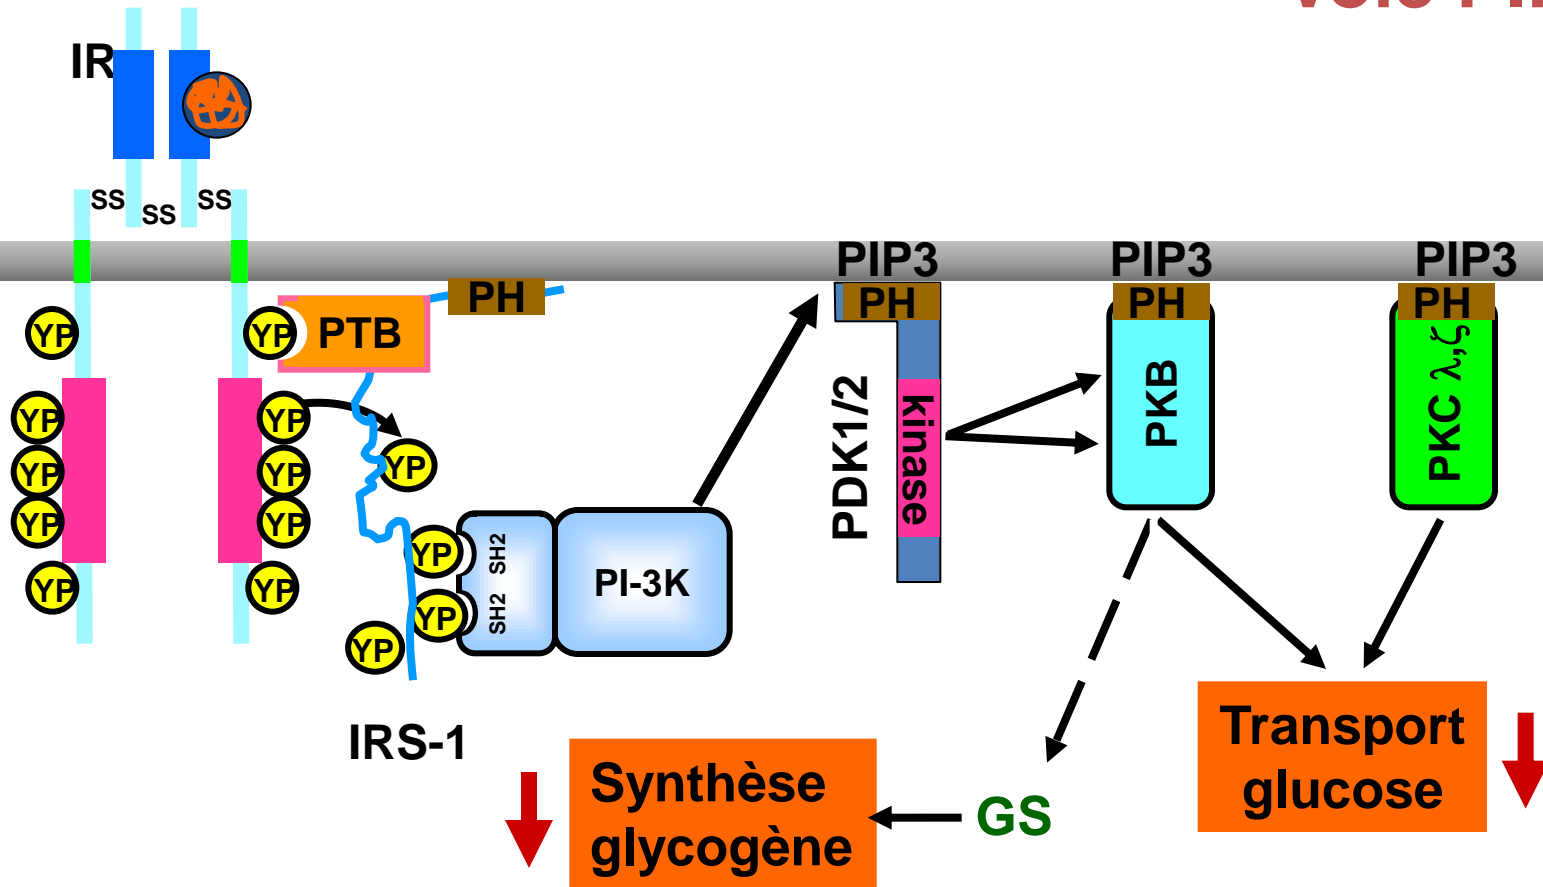 IR
SS
SS
SS
PIP3
PIP3
PIP3
PH
PH
PH
PH
YP
YP
PTB
YP
YP
YP
YP
YP
YP
YP
YP
YP
YP
YP
YP
YP
SH2
SH2
PI-3K
PDK1/2
kinase
PKB
PKC λ,ζ
IRS-1
Synthèse
glycogène
GS
Transport
glucose